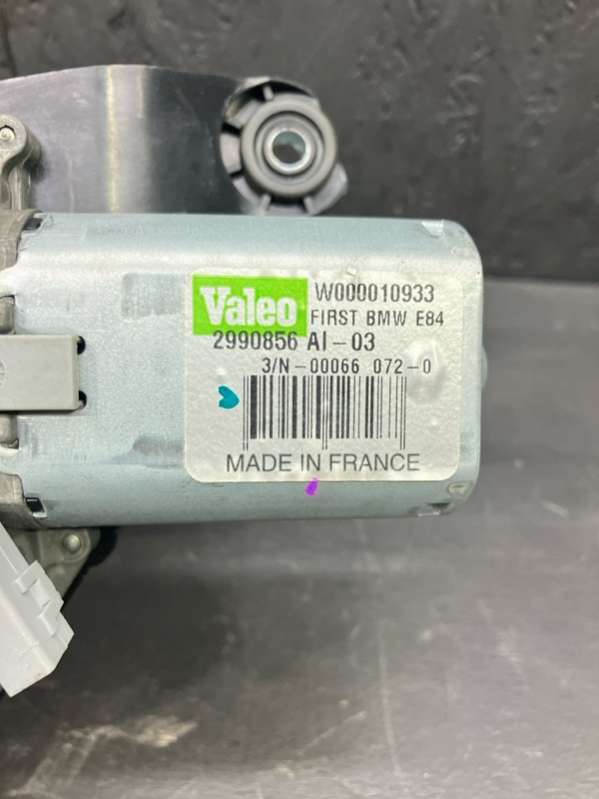 Valeo W000010933
FIRST BMW E84
2990856 AI-03
3/N-00066 072-0
MADE IN FRANCE